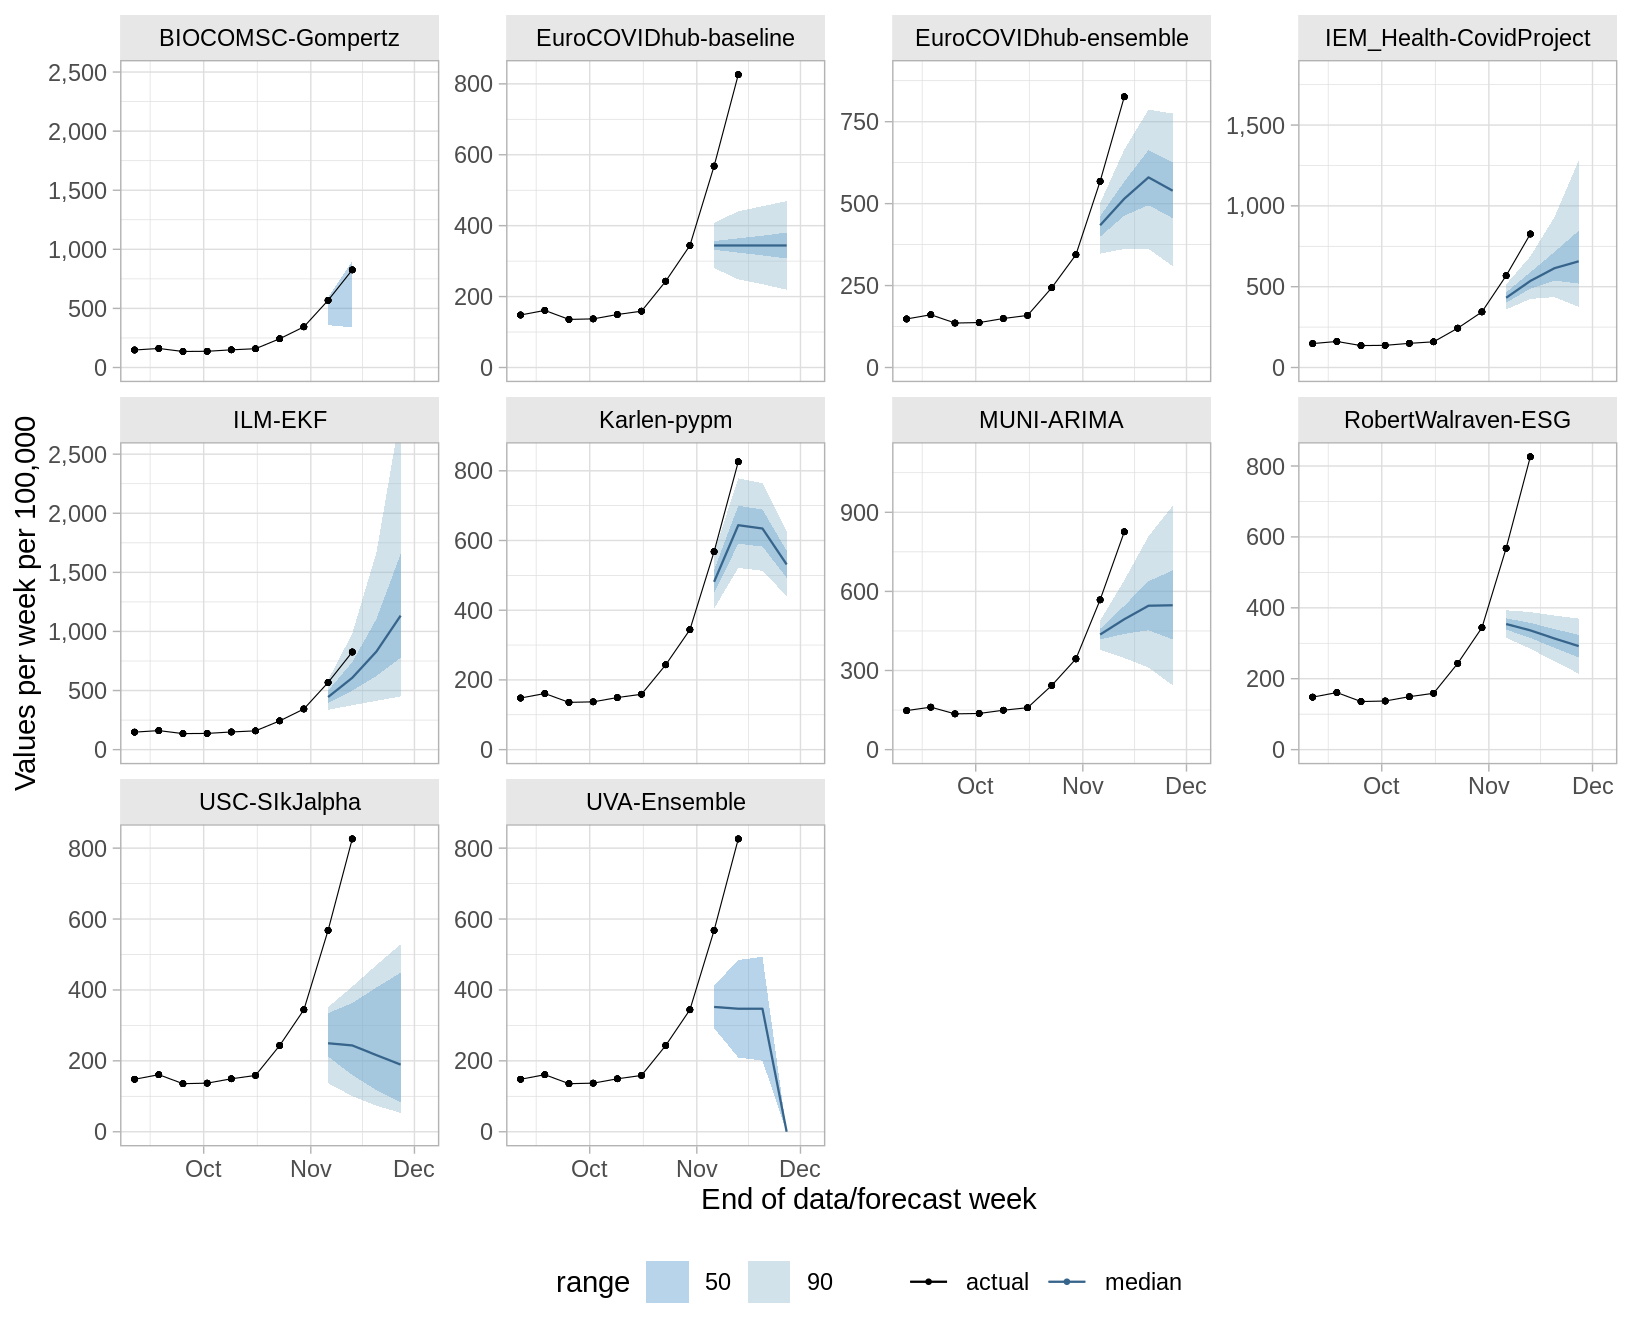 BIOCOMSC-Gompertz
EuroCOVIDhub-baseline
EuroCOVIDhub-ensemble
IEM_Health-CovidProject
2,500
2,000
1,500
1,000
500
0
800
600
400
200
0
750
500
250
0
1,500
1,000
500
0
Values per week per 100,000
ILM-EKF
Karlen-pypm
MUNI-ARIMA
RobertWalraven-ESG
2,500
2,000
1,500
1,000
500
0
800
600
400
200
0
900
600
300
0
800
600
400
200
0
Oct Nov Dec
Oct Nov Dec
USC-SIkJalpha
UVA-Ensemble
800
600
400
200
0
800
600
400
200
0
Oct Nov Dec
Oct Nov Dec
End of data/forecast week
range 50 90 actual median